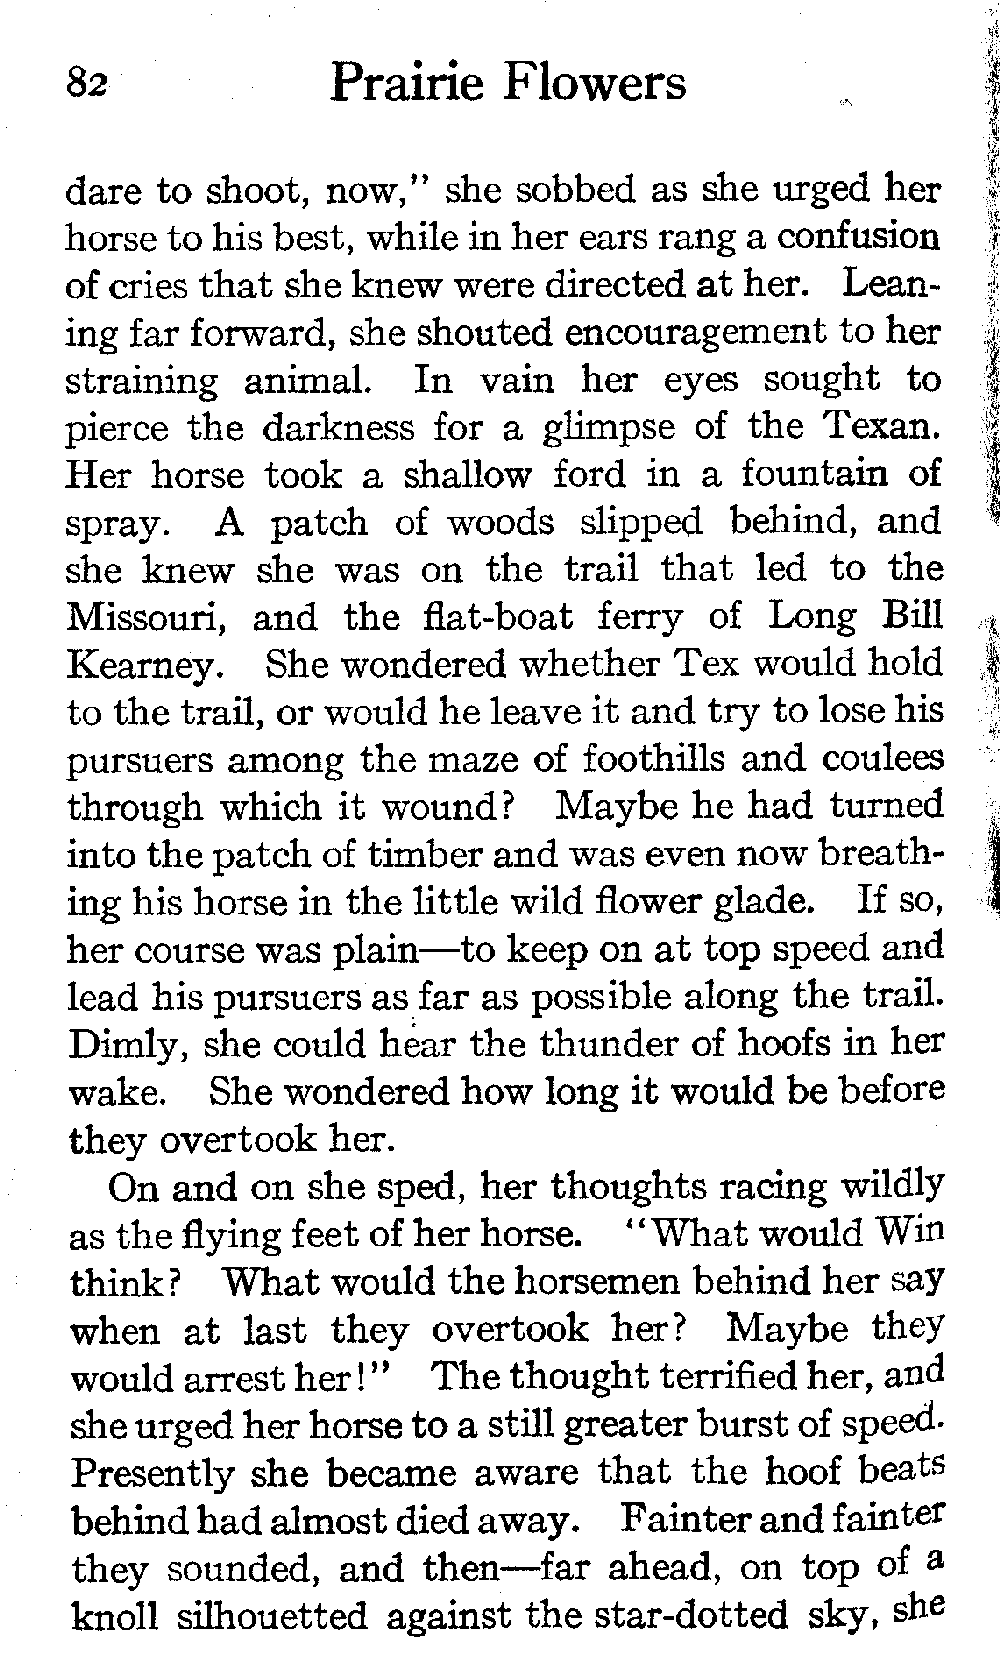 82 Prairie Flowers
dare to shoot, now," she sobbed as she urged her
horse to his best, while in her ears rang a confusion
of cries that she knew were directed at her. Lean-
ing far forward, she shouted encouragement to her
straining animal. In vain her eyes sought to
pierce the darkness for a glimpse of the Texan.
Her horse took a shallow ford in a fountain of
spray. A patch of woods slipped behind, and
she knew she was on the trail that led to the
Missouri, and the flat-boat ferry of Long Bill
Kearney. She wondered whether Tex would hold
to the trail, or would he leave it and try to lose his
pursuers among the maze of foothills and coulees
through which it wound? Maybe he had turned
into the patch of timber and was even now breath-
ing his horse in the little wild flower glade. If so,
her course was plain—to keep on at top speed and
lead his pursuers as far as possible along the trail.
Dimly, she could hear the thunder of hoofs in her
wake. She wondered how long it would be before
they overtook her.
On and on she sped, her thoughts racing wildly
as the flying feet of her horse. "What would Win
think? What would the horsemen behind her say
when at last they overtook her? Maybe they
would arrest her!" The thought terrified her, and
she urged her horse to a still greater burst of speed.
Presently she became aware that the hoof beats
behind had almost died away. Fainter and fainter
they sounded, and then—far ahead, on top of a
knoll silhouetted against the star-dotted sky, she